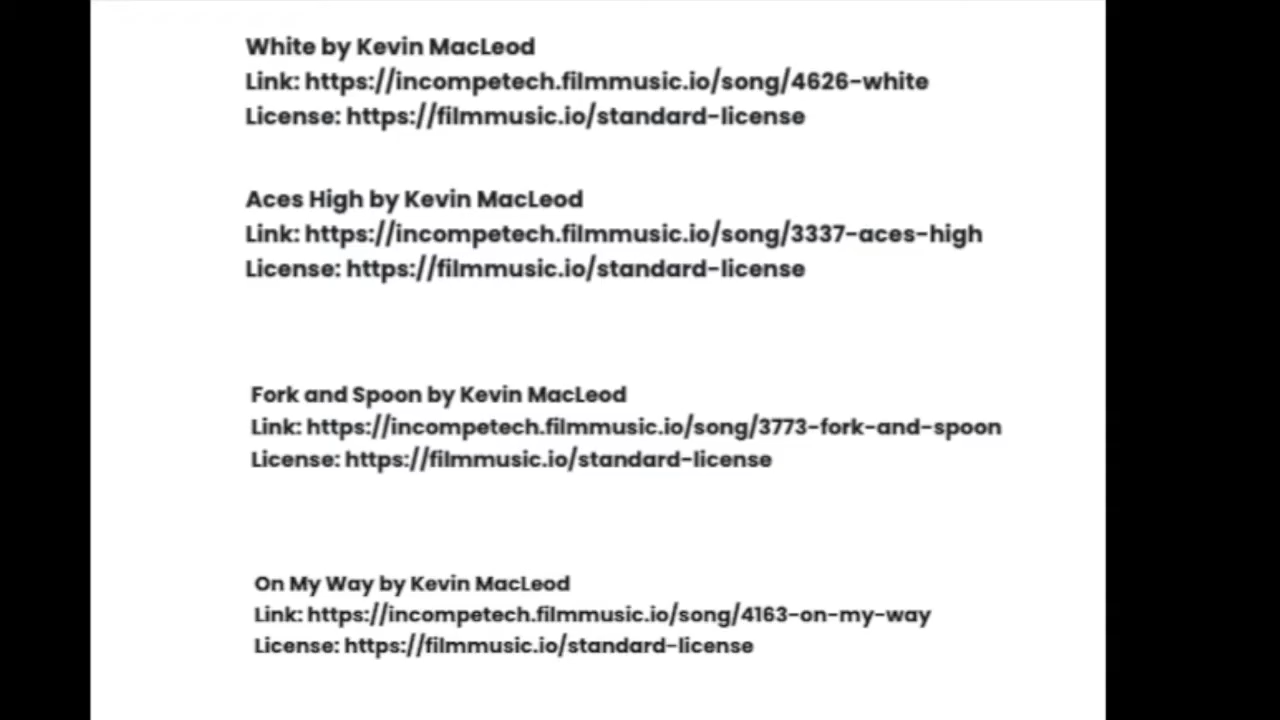 White by Kevin MacLeod
Link: https://incompetech.filmmusic.io/song/4626-white
License: https://filmmusic.io/standard-license
Aces High by Kevin MacLeod
Link: https://incompetech.filmmusic.io/song/3337-aces-high
License: https://filmmusic.io/standard-license
Fork and Spoon by Kevin MacLeod
Link: https://incompetech.filmmusic.io/song/3773-fork-and-spoon
License: https://filmmusic.io/standard-license
On My Way by Kevin MacLeod
Link: https://incompetech.filmmusic.io/song/4163-on-my-way
License: https://filmmusic.io/standard-license